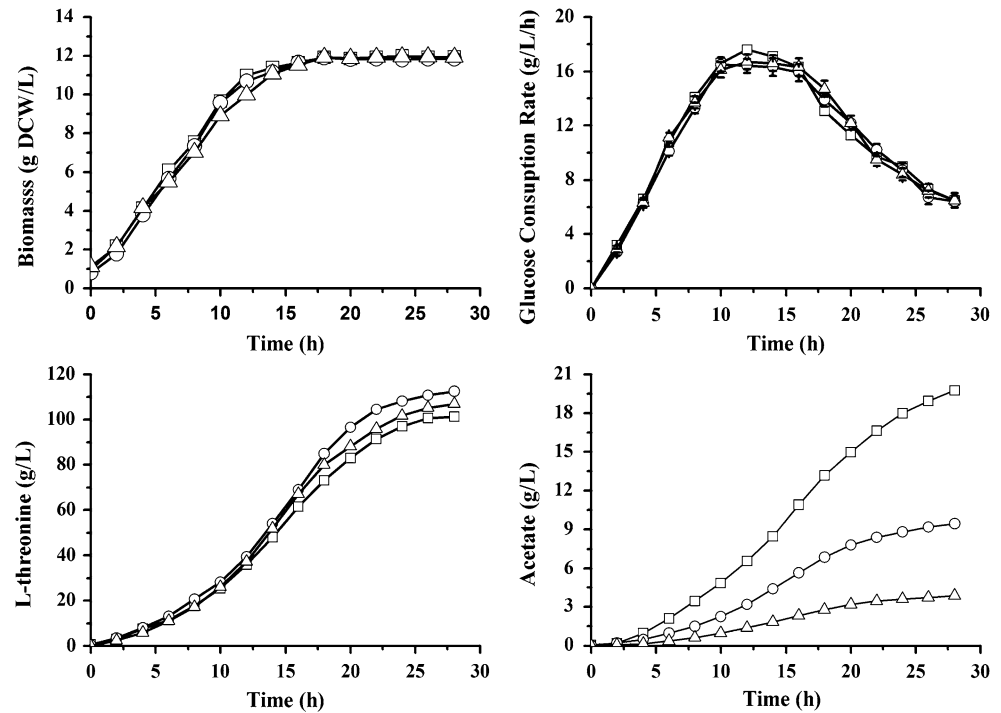 14
12
10
8
6
4
2
0
Biomasss (g DCW/L)
0 5 10 15 20 25 30
Time (h)
20
16
12
8
4
0
Glucose Consuption Rate (g/L/h)
0 5 10 15 20 25 30
Time (h)
120
100
80
60
40
20
0
L-threonine (g/L)
0 5 10 15 20 25 30
Time (h)
21
18
15
12
9
6
3
0
Acetate (g/L)
0 5 10 15 20 25 30
Time (h)